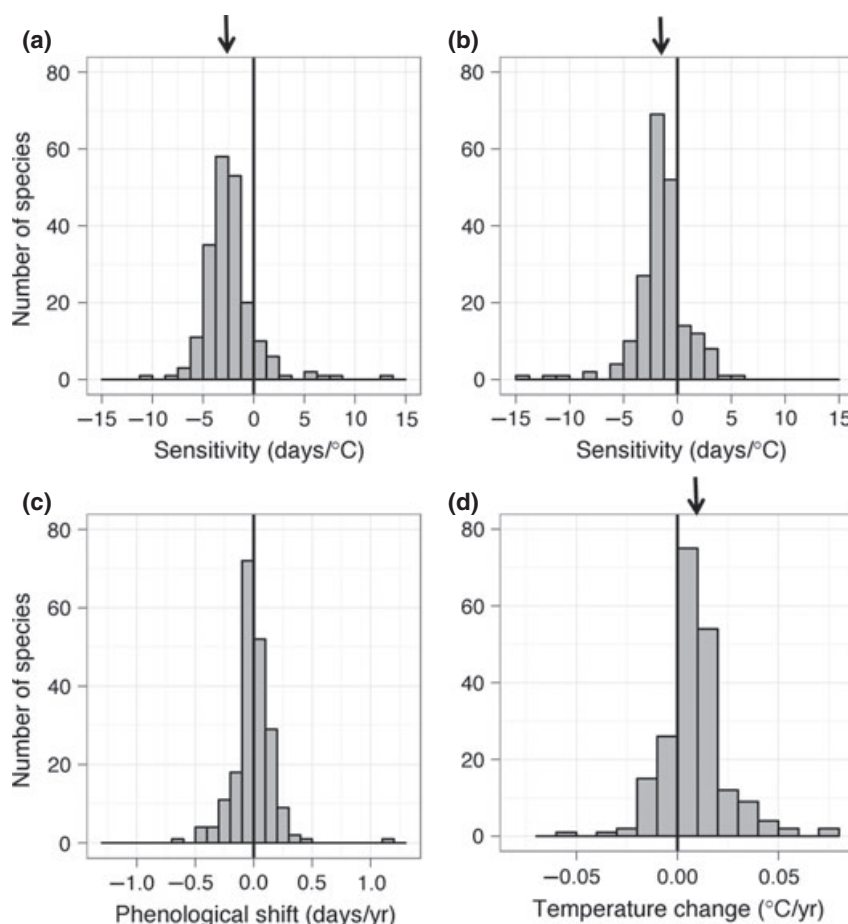 (a)
80
60
40
20
0
Number of species
−15 −10 −5 0 5 10 15
Sensitivity (days/°C)
(b)
80
60
40
20
0
−15 −10 −5 0 5 10 15
Sensitivity (days/°C)
(c)
80
60
40
20
0
Number of species
−1.0 −0.5 0.0 0.5 1.0
Phenological shift (days/yr)
(d)
80
60
40
20
0
−0.05 0.00 0.05
Temperature change (°C/yr)